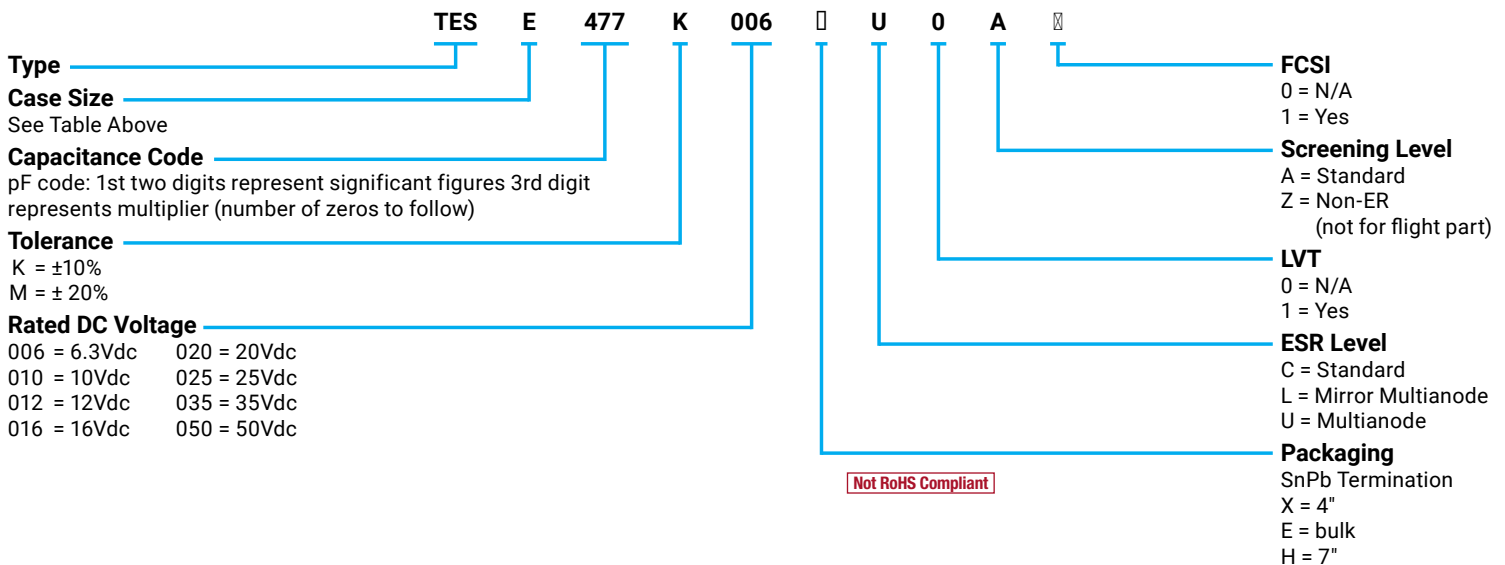 TES E 477 K 006 U 0 A
Type
Case Size
See Table Above
Capacitance Code
pF code: 1st two digits represent significant figures 3rd digit
represents multiplier (number of zeros to follow)
Tolerance
K = ±10%
M = ± 20%
Rated DC Voltage
006 = 6.3Vdc 020 = 20Vdc
010 = 10Vdc 025 = 25Vdc
012 = 12Vdc 035 = 35Vdc
016 = 16Vdc 050 = 50Vdc
Not RoHS Compliant
FCSI
0 = N/A
1 = Yes
Screening Level
A = Standard
Z = Non-ER
(not for flight part)
LVT
0 = N/A
1 = Yes
ESR Level
C = Standard
L = Mirror Multianode
U = Multianode
Packaging
SnPb Termination
X = 4"
E = bulk
H = 7"